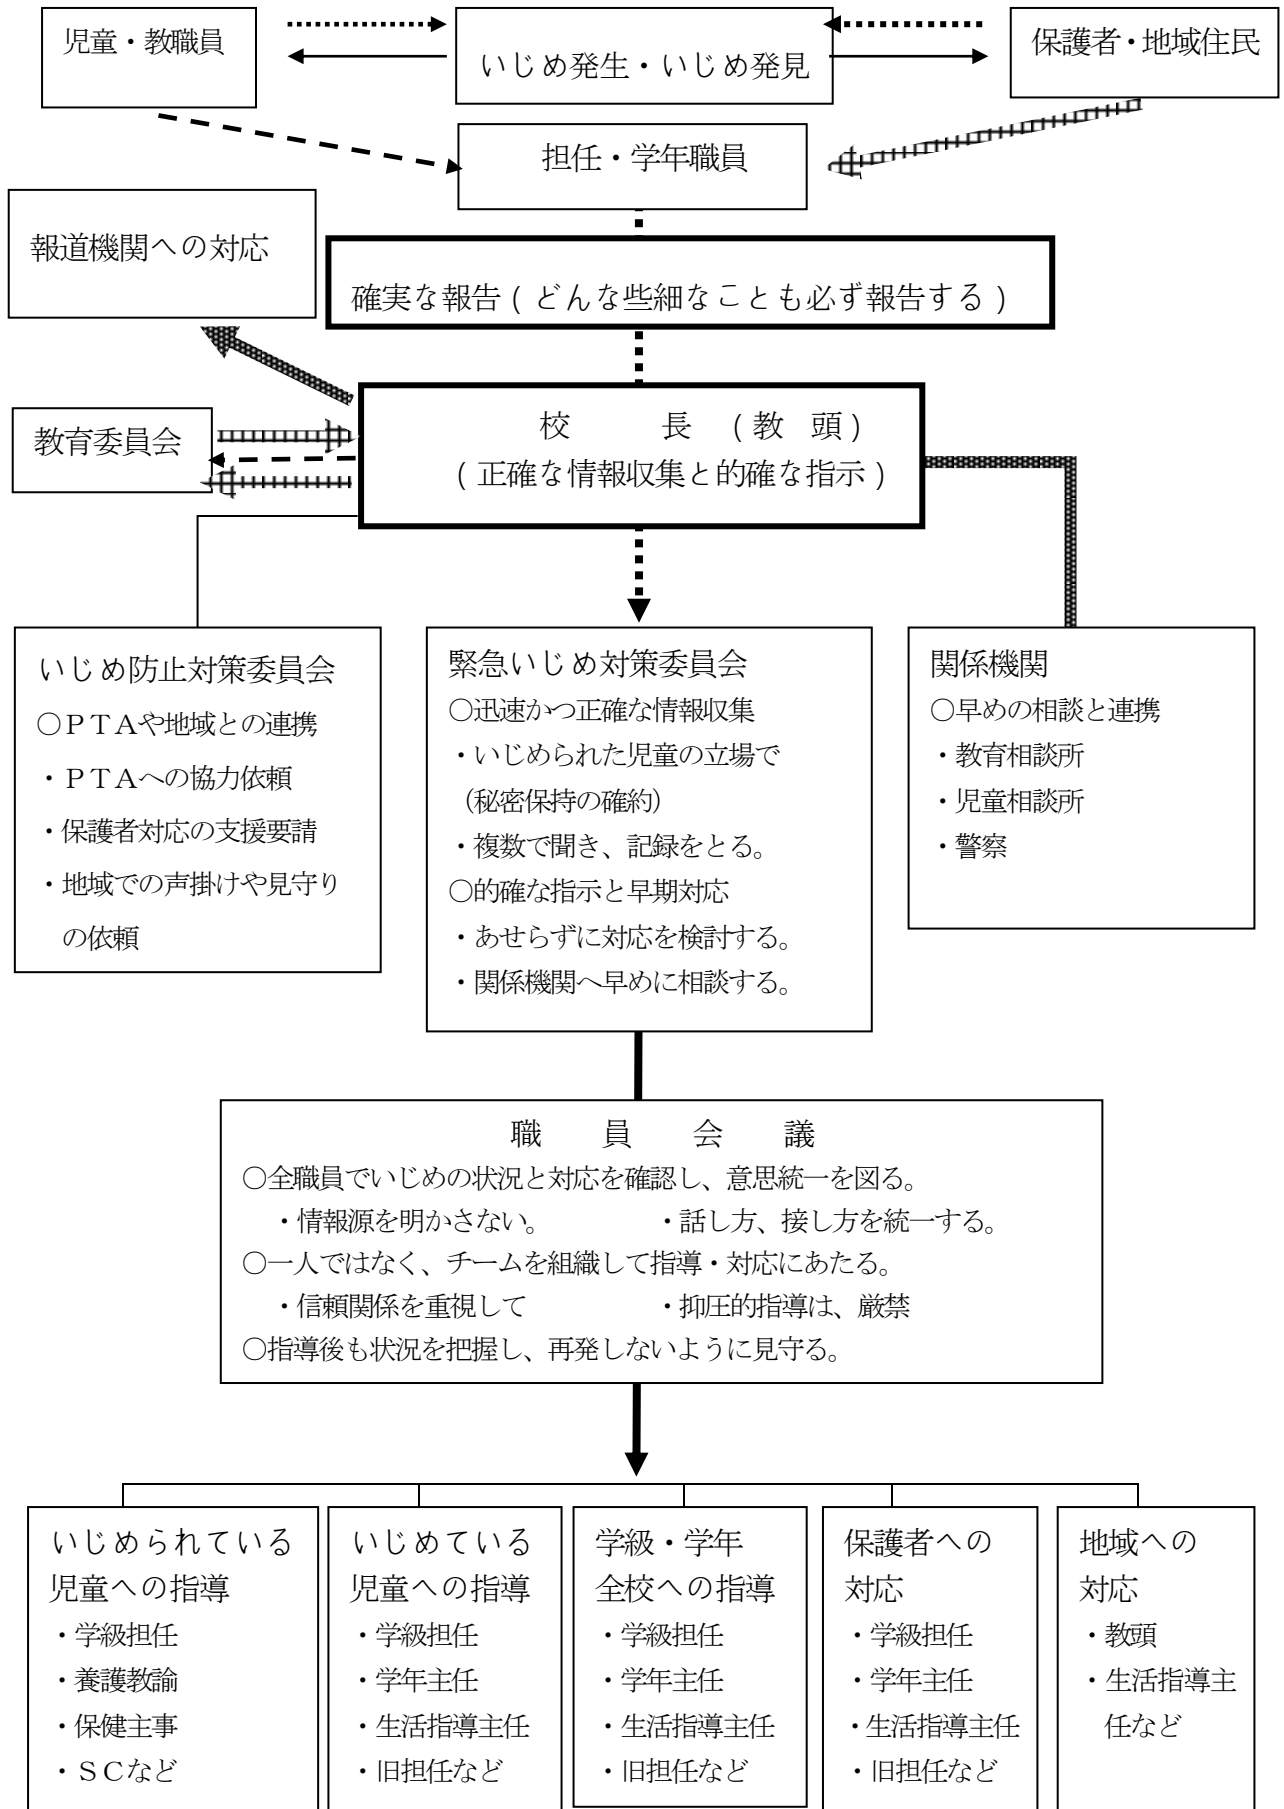 児童・教職員
いじめ発生・いじめ発見
保護者・地域住民
担任・学年職員
報道機関への対応
確実な報告(どんな些細なことも必ず報告する)
校　長　(教　頭)
(正確な情報収集と的確な指示)
教育委員会
いじめ防止対策委員会
○ＰＴＡや地域との連携
・ＰＴＡへの協力依頼
・保護者対応の支援要請
・地域での声掛けや見守り
の依頼
緊急いじめ対策委員会
○迅速かつ正確な情報収集
・いじめられた児童の立場で
(秘密保持の確約)
・複数で聞き、記録をとる。
○的確な指示と早期対応
・あせらずに対応を検討する。
・関係機関へ早めに相談する。
関係機関
○早めの相談と連携
・教育相談所
・児童相談所
・警察
職　員　会　議
○全職員でいじめの状況と対応を確認し、意思統一を図る。
・情報源を明かさない。　・話し方、接し方を統一する。
○一人ではなく、チームを組織して指導・対応にあたる。
・信頼関係を重視して　・抑圧的指導は、厳禁
○指導後も状況を把握し、再発しないように見守る。
いじめられている
児童への指導
・学級担任
・養護教諭
・保健主事
・ＳＣなど
いじめている
児童への指導
・学級担任
・学年主任
・生活指導主任
・旧担任など
学級・学年
全校への指導
・学級担任
・学年主任
・生活指導主任
・旧担任など
保護者への
対応
・学級担任
・学年主任
・生活指導主任
・旧担任など
地域への
対応
・教頭
・生活指導主
任など